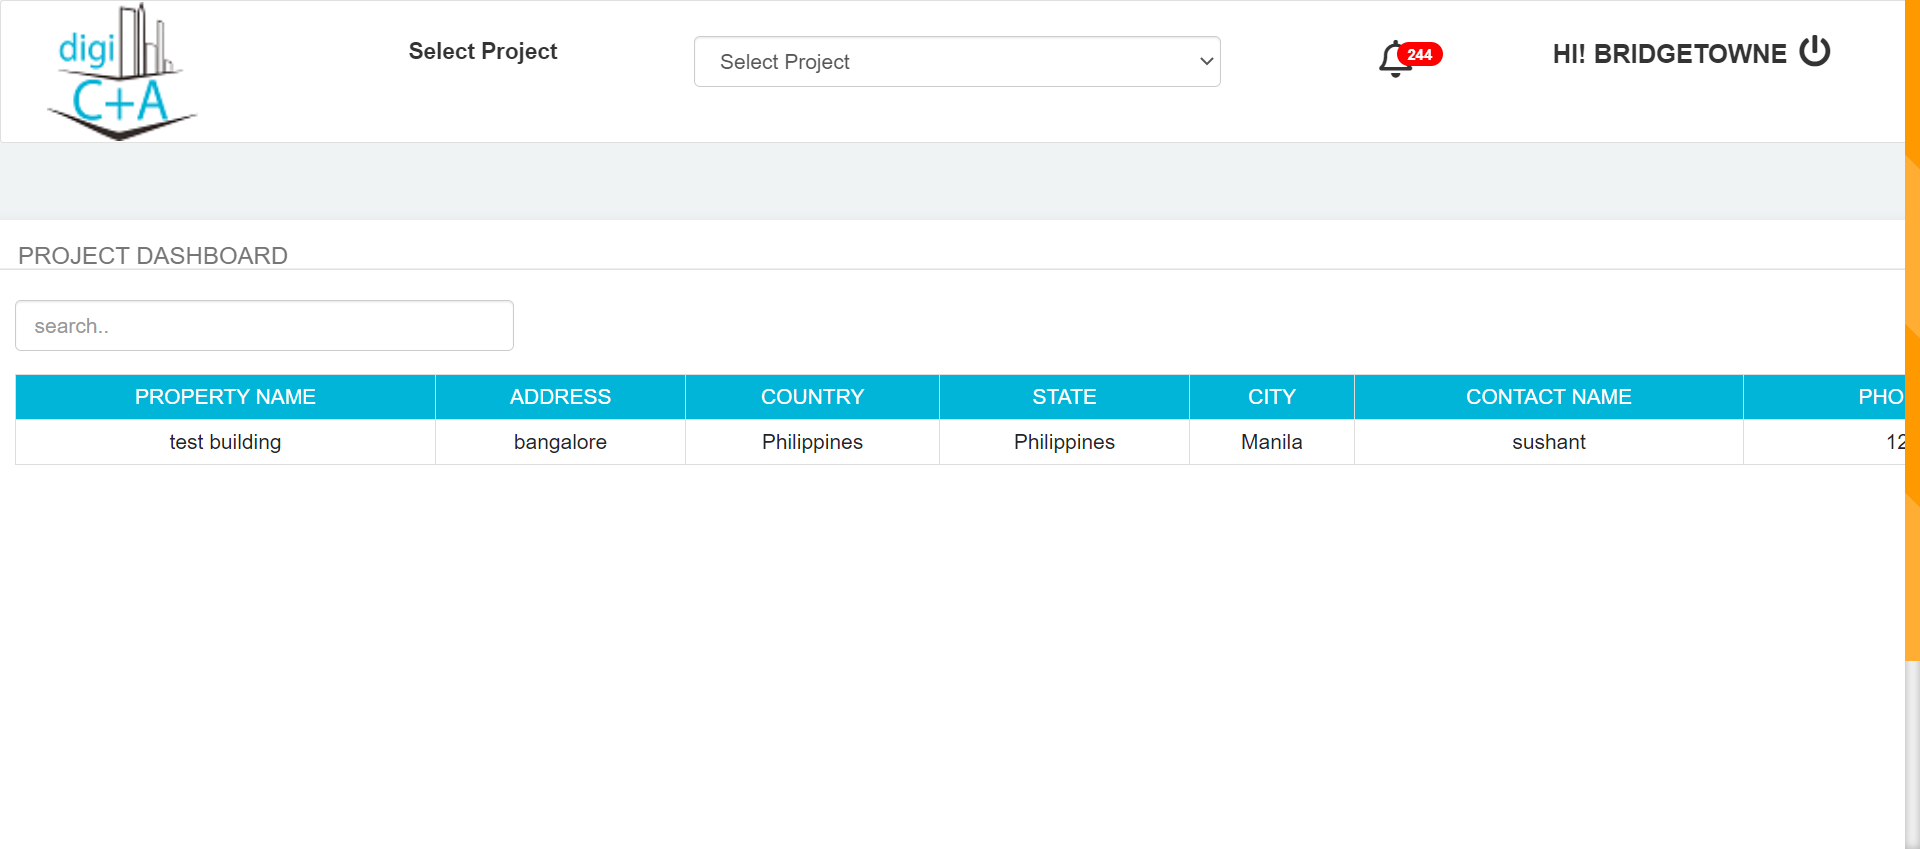 digi
C+A
Select Project
Select Project
244
HI! BRIDGETOWNE
PROJECT DASHBOARD
search..
PROPERTY NAME ADDRESS COUNTRY STATE CITY CONTACT NAME PHO
test building bangalore Philippines Philippines Manila sushant 12